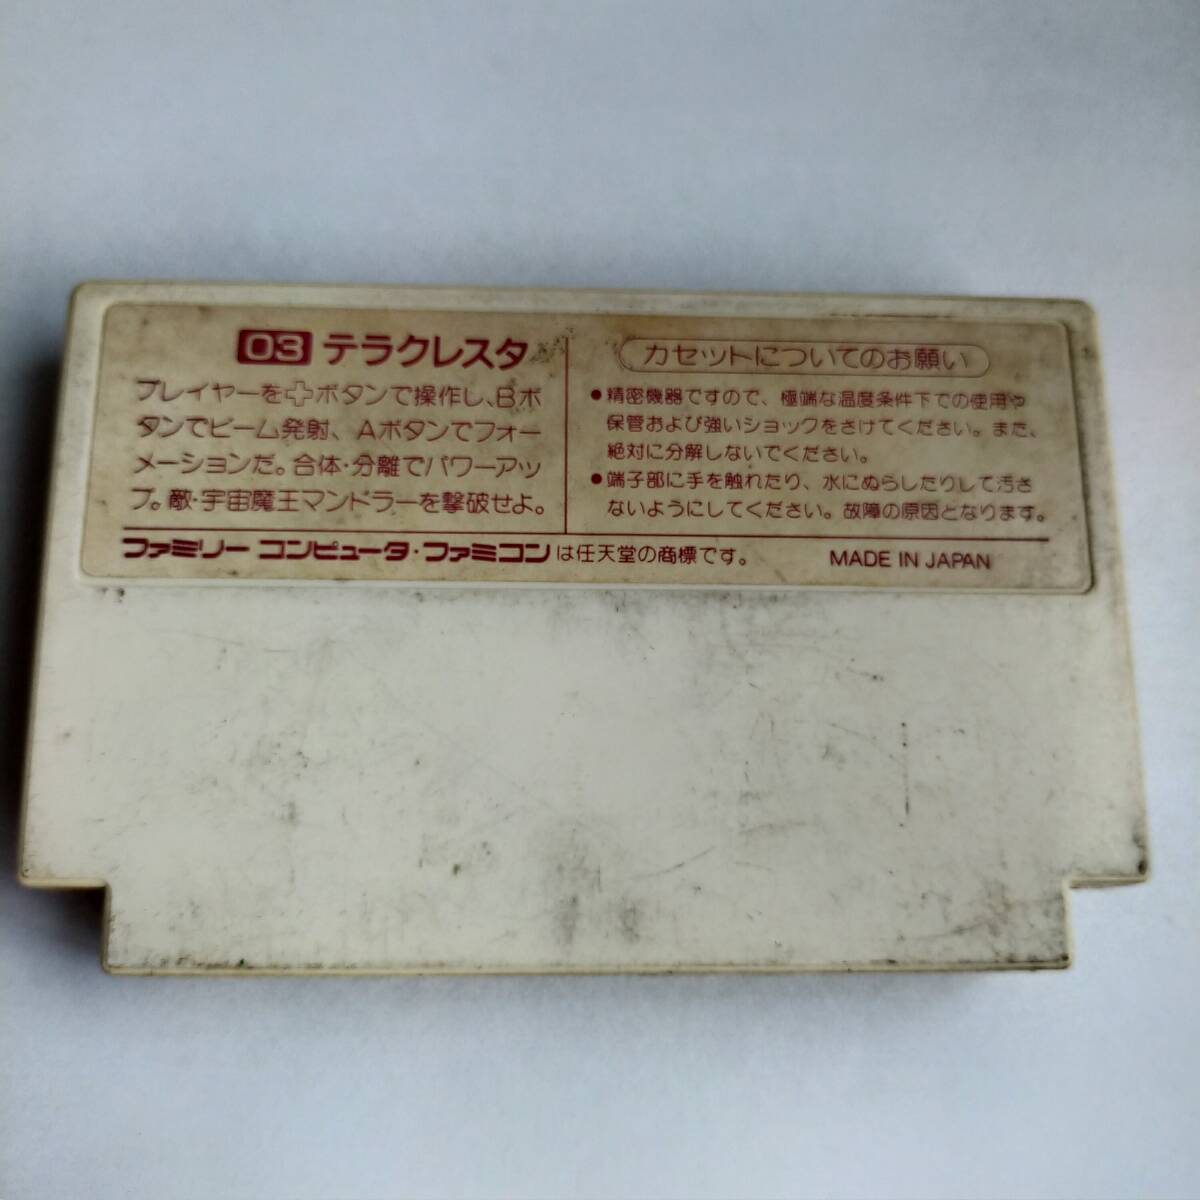 03 テラクレスタ
プレイヤーを✚ボタンで操作し、Bボ
タンでビーム発射、Aボタンでフォー
メーションだ。合体・分離でパワーアッ
プ。敵・宇宙魔王マンドラーを撃破せよ。
カセットについてのお願い
●精密機器ですので、極端な温度条件下での使用や
保管および強いショックをさけてください。また、
絶対に分解しないでください。
●端子部に手を触れたり、水にぬらしたりして汚さ
ないようにしてください。故障の原因となります。
ファミリー コンピュータ・ファミコンは任天堂の商標です。 MADE IN JAPAN